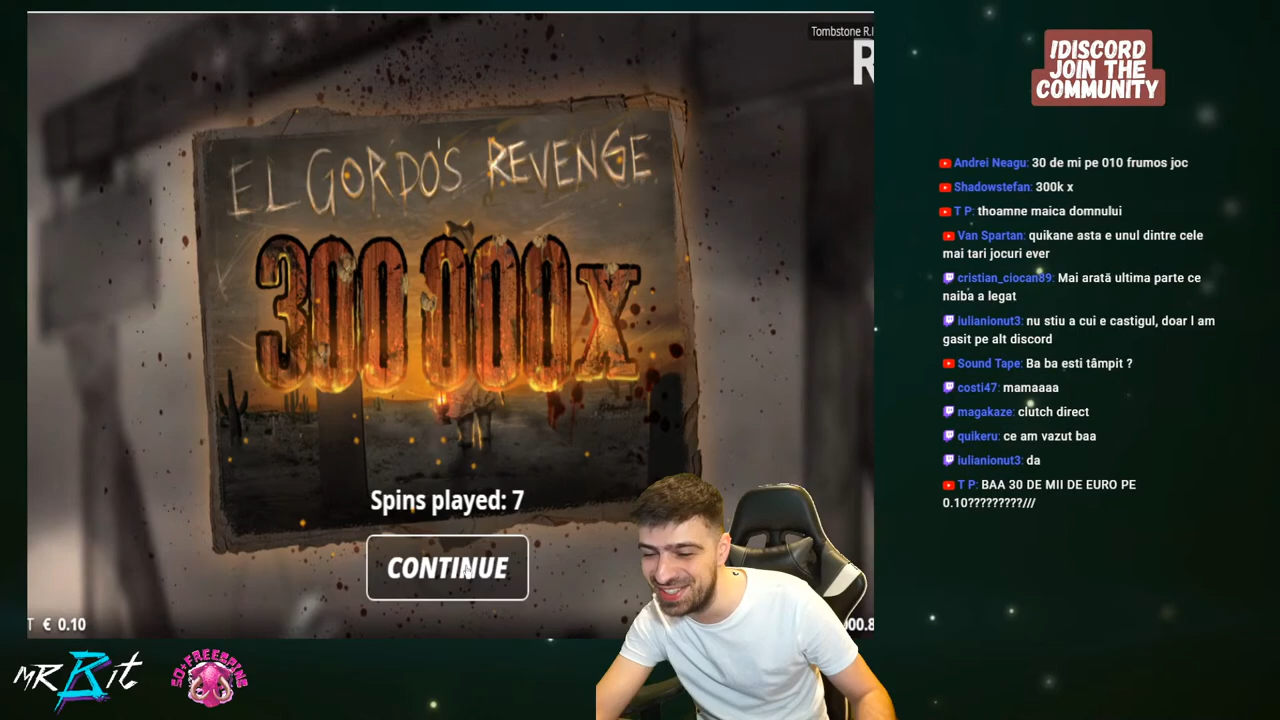 Tombstone R.I
R
EL GORDO'S REVENGE
300 000x
Spins played: 7
CONTINUE
T € 0.10
00.8
MR Bit
50+FREESPINS
!DISCORD
JOIN THE
COMMUNITY
Andrei Neagu: 30 de mi pe 010 frumos joc
Shadowstefan: 300k x
T P: thoamne maica domnului
Van Spartan: quikane asta e unul dintre cele
mai tari jocuri ever
cristian_ciocan89: Mai arată ultima parte ce
naiba a legat
iulianionut3: nu stiu a cui e castigul, doar l am
gasit pe alt discord
Sound Tape: Ba ba esti tâmpit ?
costi47: mamaaaa
magakaze: clutch direct
quikeru: ce am vazut baa
iulianionut3: da
T P: BAA 30 DE MII DE EURO PE
0.10?????????///